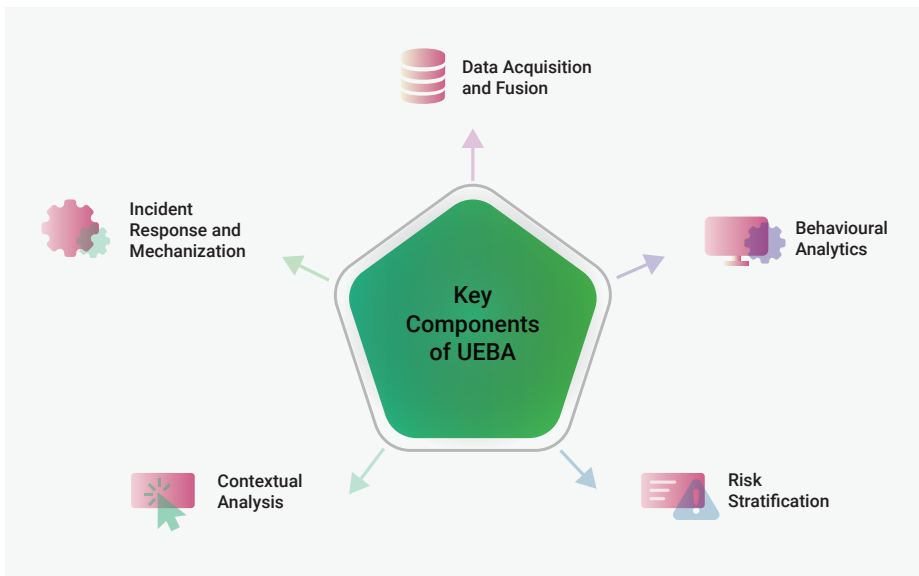 Data Acquisition
and Fusion
Incident
Response and
Mechanization
Behavioural
Analytics
Key
Components
of UEBA
Contextual
Analysis
Risk
Stratification